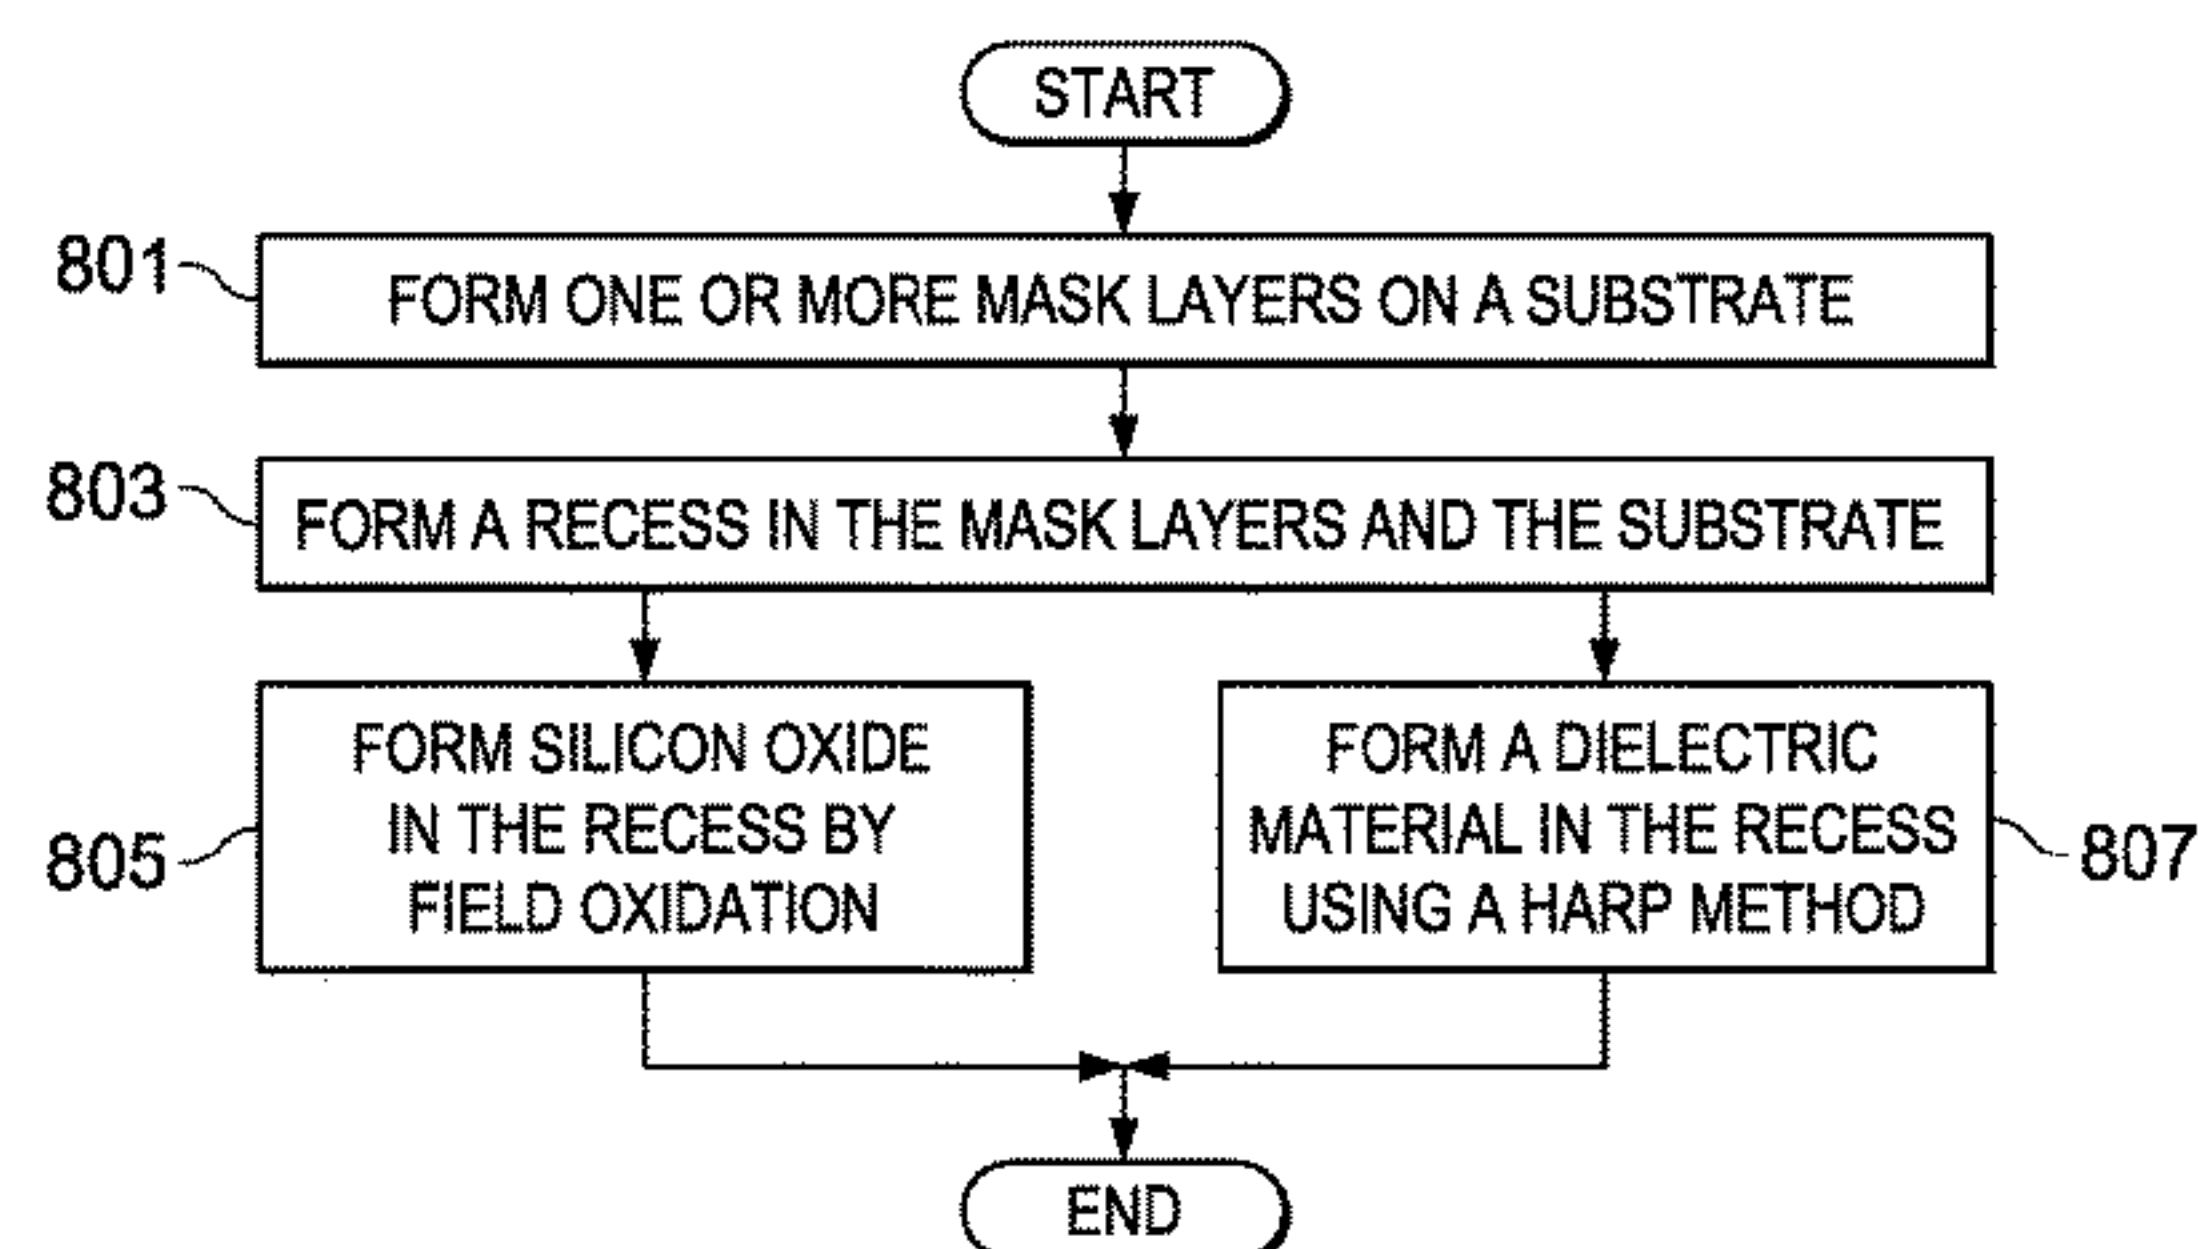 START
801
FORM ONE OR MORE MASK LAYERS ON A SUBSTRATE
803
FORM A RECESS IN THE MASK LAYERS AND THE SUBSTRATE
805
FORM SILICON OXIDE
IN THE RECESS BY
FIELD OXIDATION
FORM A DIELECTRIC
MATERIAL IN THE RECESS
USING A HARP METHOD
807
END